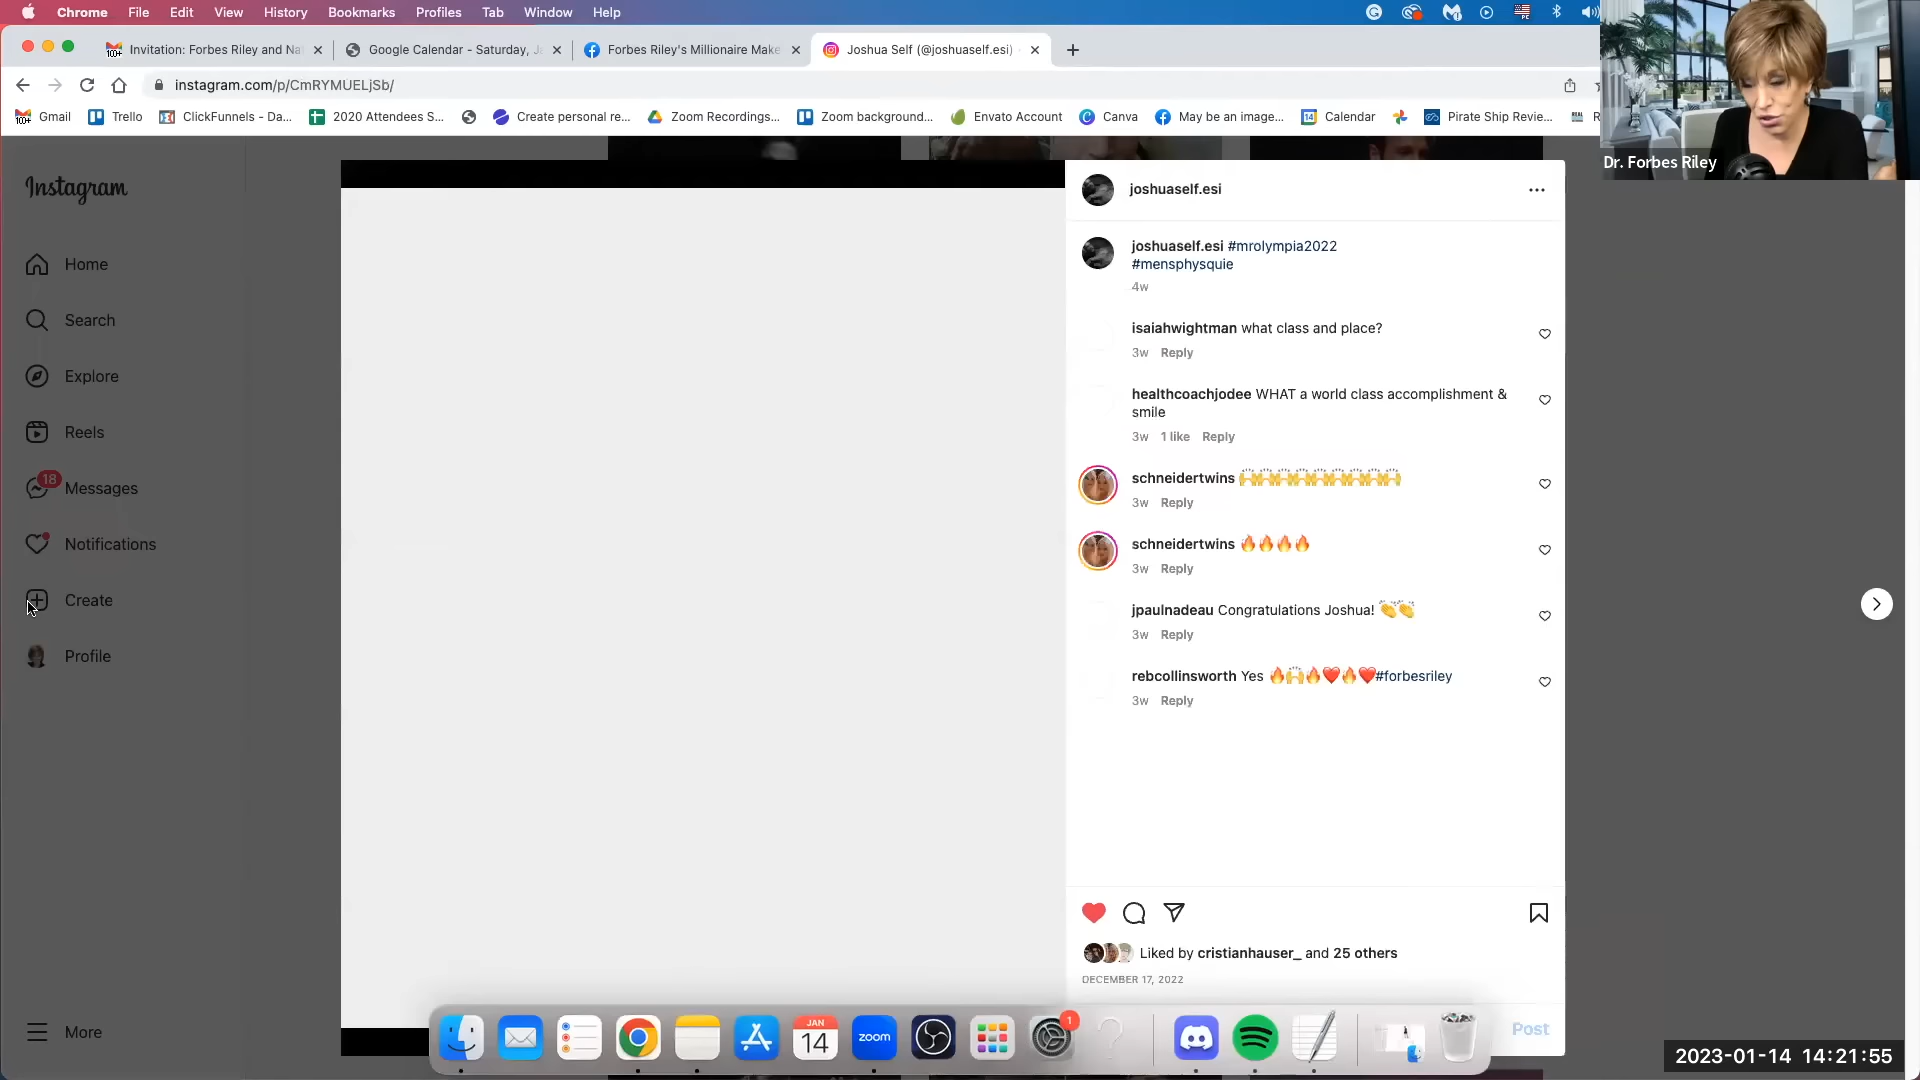 Chrome File Edit View History Bookmarks Profiles Tab Window Help
Invitation: Forbes Riley and Na
Google Calendar - Saturday, J
Forbes Riley's Millionaire Make
Joshua Self (@joshuaself.esi)
instagram.com/p/CmRYMUELjSb/
Gmail
Trello
ClickFunnels - Da...
2020 Attendees S...
Create personal re...
Zoom Recordings...
Zoom background...
Envato Account
Canva
May be an image...
Calendar
Pirate Ship Revie...
Dr. Forbes Riley
Instagram
Home
Search
Explore
Reels
18
Messages
Notifications
Create
Profile
More
joshuaself.esi
joshuaself.esi #mrolympia2022
#mensphysquie
4w
isaiahwightman what class and place?
3w Reply
healthcoachjodee WHAT a world class accomplishment &
smile
3w 1 like Reply
schneidertwins 🙌🙌🙌🙌🙌🙌🙌🙌🙌
3w Reply
schneidertwins 🔥🔥🔥🔥
3w Reply
jpaulnadeau Congratulations Joshua! 👏👏
3w Reply
rebcollinsworth Yes 🔥🙌🔥❤️🔥❤️#forbesriley
3w Reply
Liked by cristianhauser_ and 25 others
DECEMBER 17, 2022
Post
JAN
14
zoom
1
2023-01-14 14:21:55